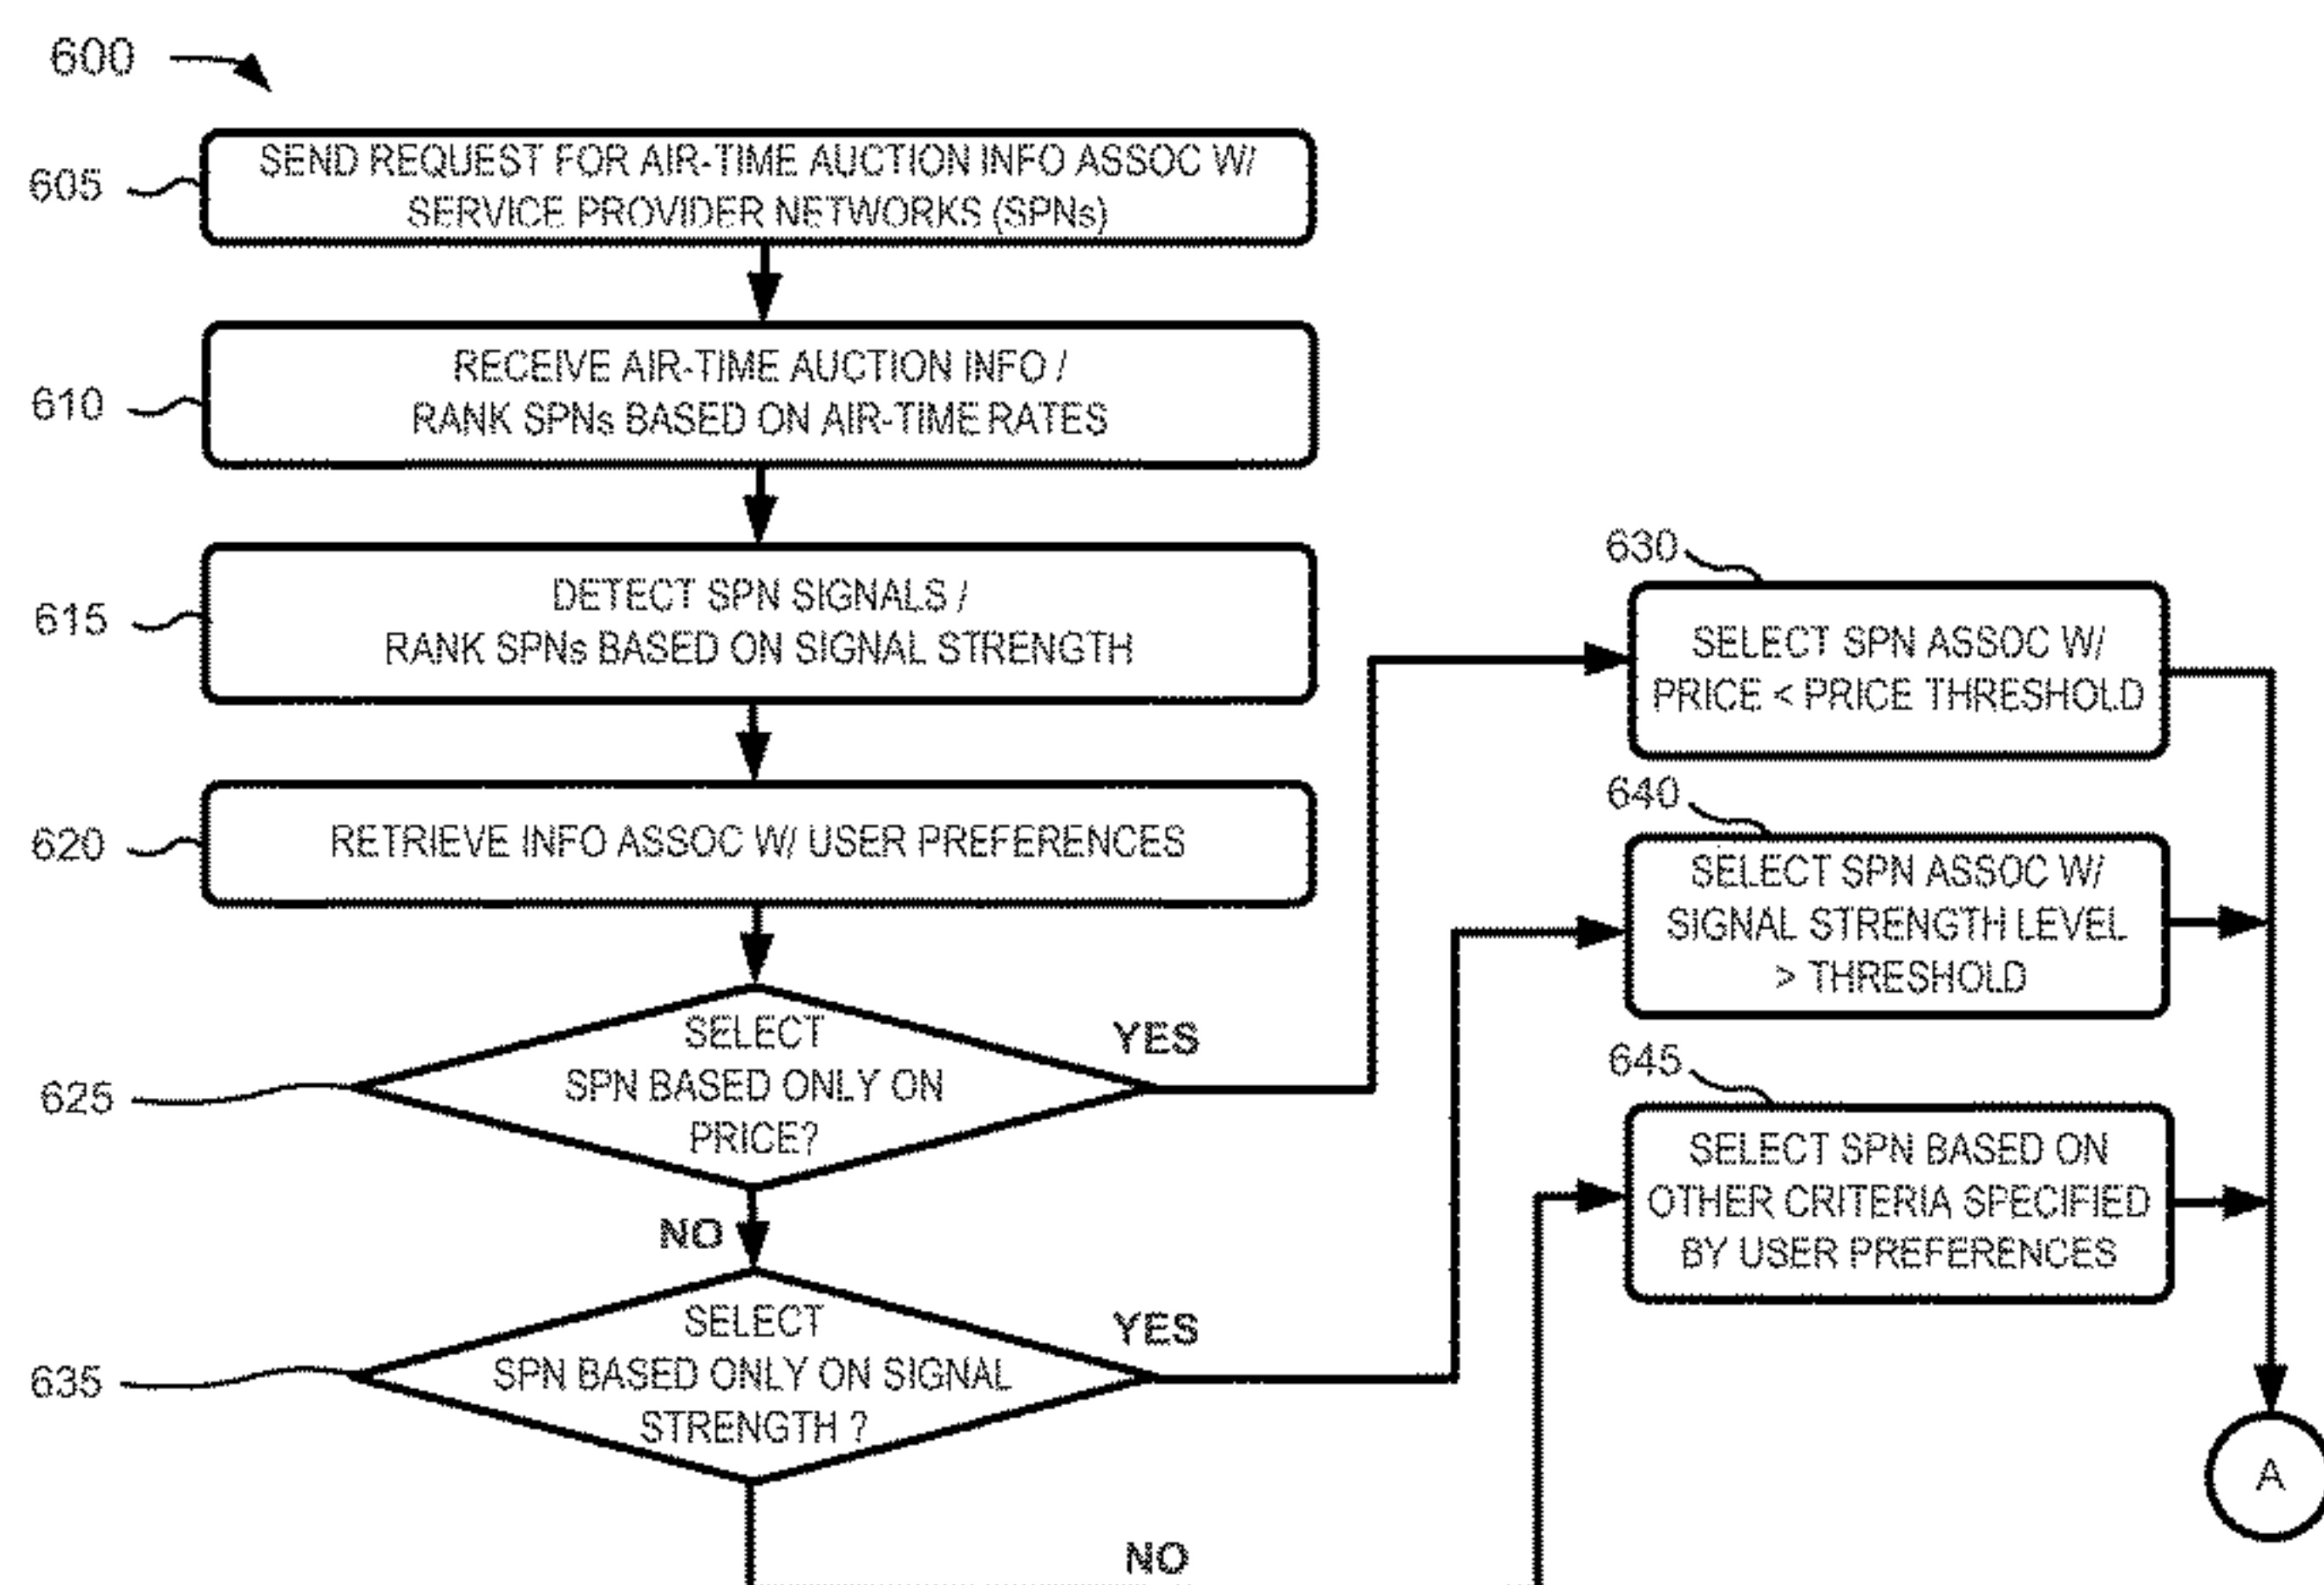 600
605
SEND REQUEST FOR AIR-TIME AUCTION INFO ASSOC W/
SERVICE PROVIDER NETWORKS (SPNs)
610
RECEIVE AIR-TIME AUCTION INFO /
RANK SPNs BASED ON AIR-TIME RATES
615
DETECT SPN SIGNALS /
RANK SPNs BASED ON SIGNAL STRENGTH
620
RETRIEVE INFO ASSOC W/ USER PREFERENCES
625
SELECT
SPN BASED ONLY ON
PRICE?
YES
NO
630
SELECT SPN ASSOC W/
PRICE < PRICE THRESHOLD
635
SELECT
SPN BASED ONLY ON SIGNAL
STRENGTH ?
YES
NO
640
SELECT SPN ASSOC W/
SIGNAL STRENGTH LEVEL
> THRESHOLD
645
SELECT SPN BASED ON
OTHER CRITERIA SPECIFIED
BY USER PREFERENCES
A